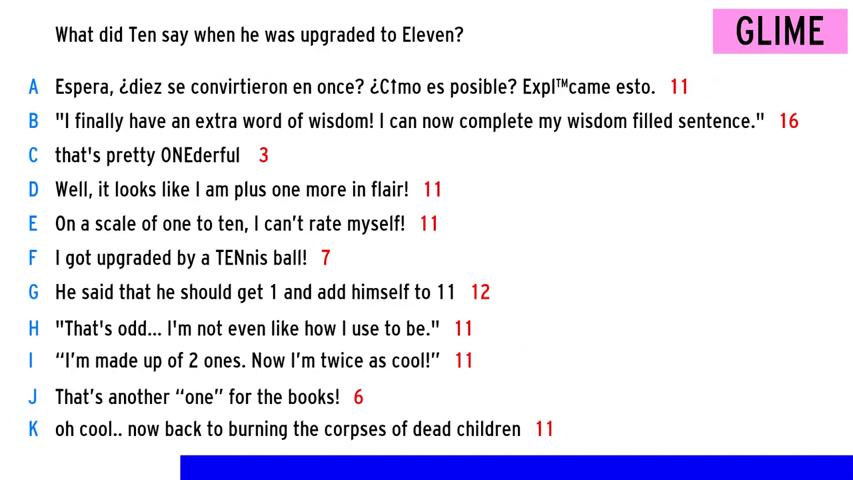 What did Ten say when he was upgraded to Eleven?
GLIME
A Espera, ¿diez se convirtieron en once? ¿C†mo es posible? Expl™came esto. 11
B "I finally have an extra word of wisdom! I can now complete my wisdom filled sentence." 16
C that's pretty ONEderful 3
D Well, it looks like I am plus one more in flair! 11
E On a scale of one to ten, I can’t rate myself! 11
F I got upgraded by a TENnis ball! 7
G He said that he should get 1 and add himself to 11 12
H "That's odd... I'm not even like how I use to be." 11
I “I’m made up of 2 ones. Now I’m twice as cool!” 11
J That’s another “one” for the books! 6
K oh cool.. now back to burning the corpses of dead children 11